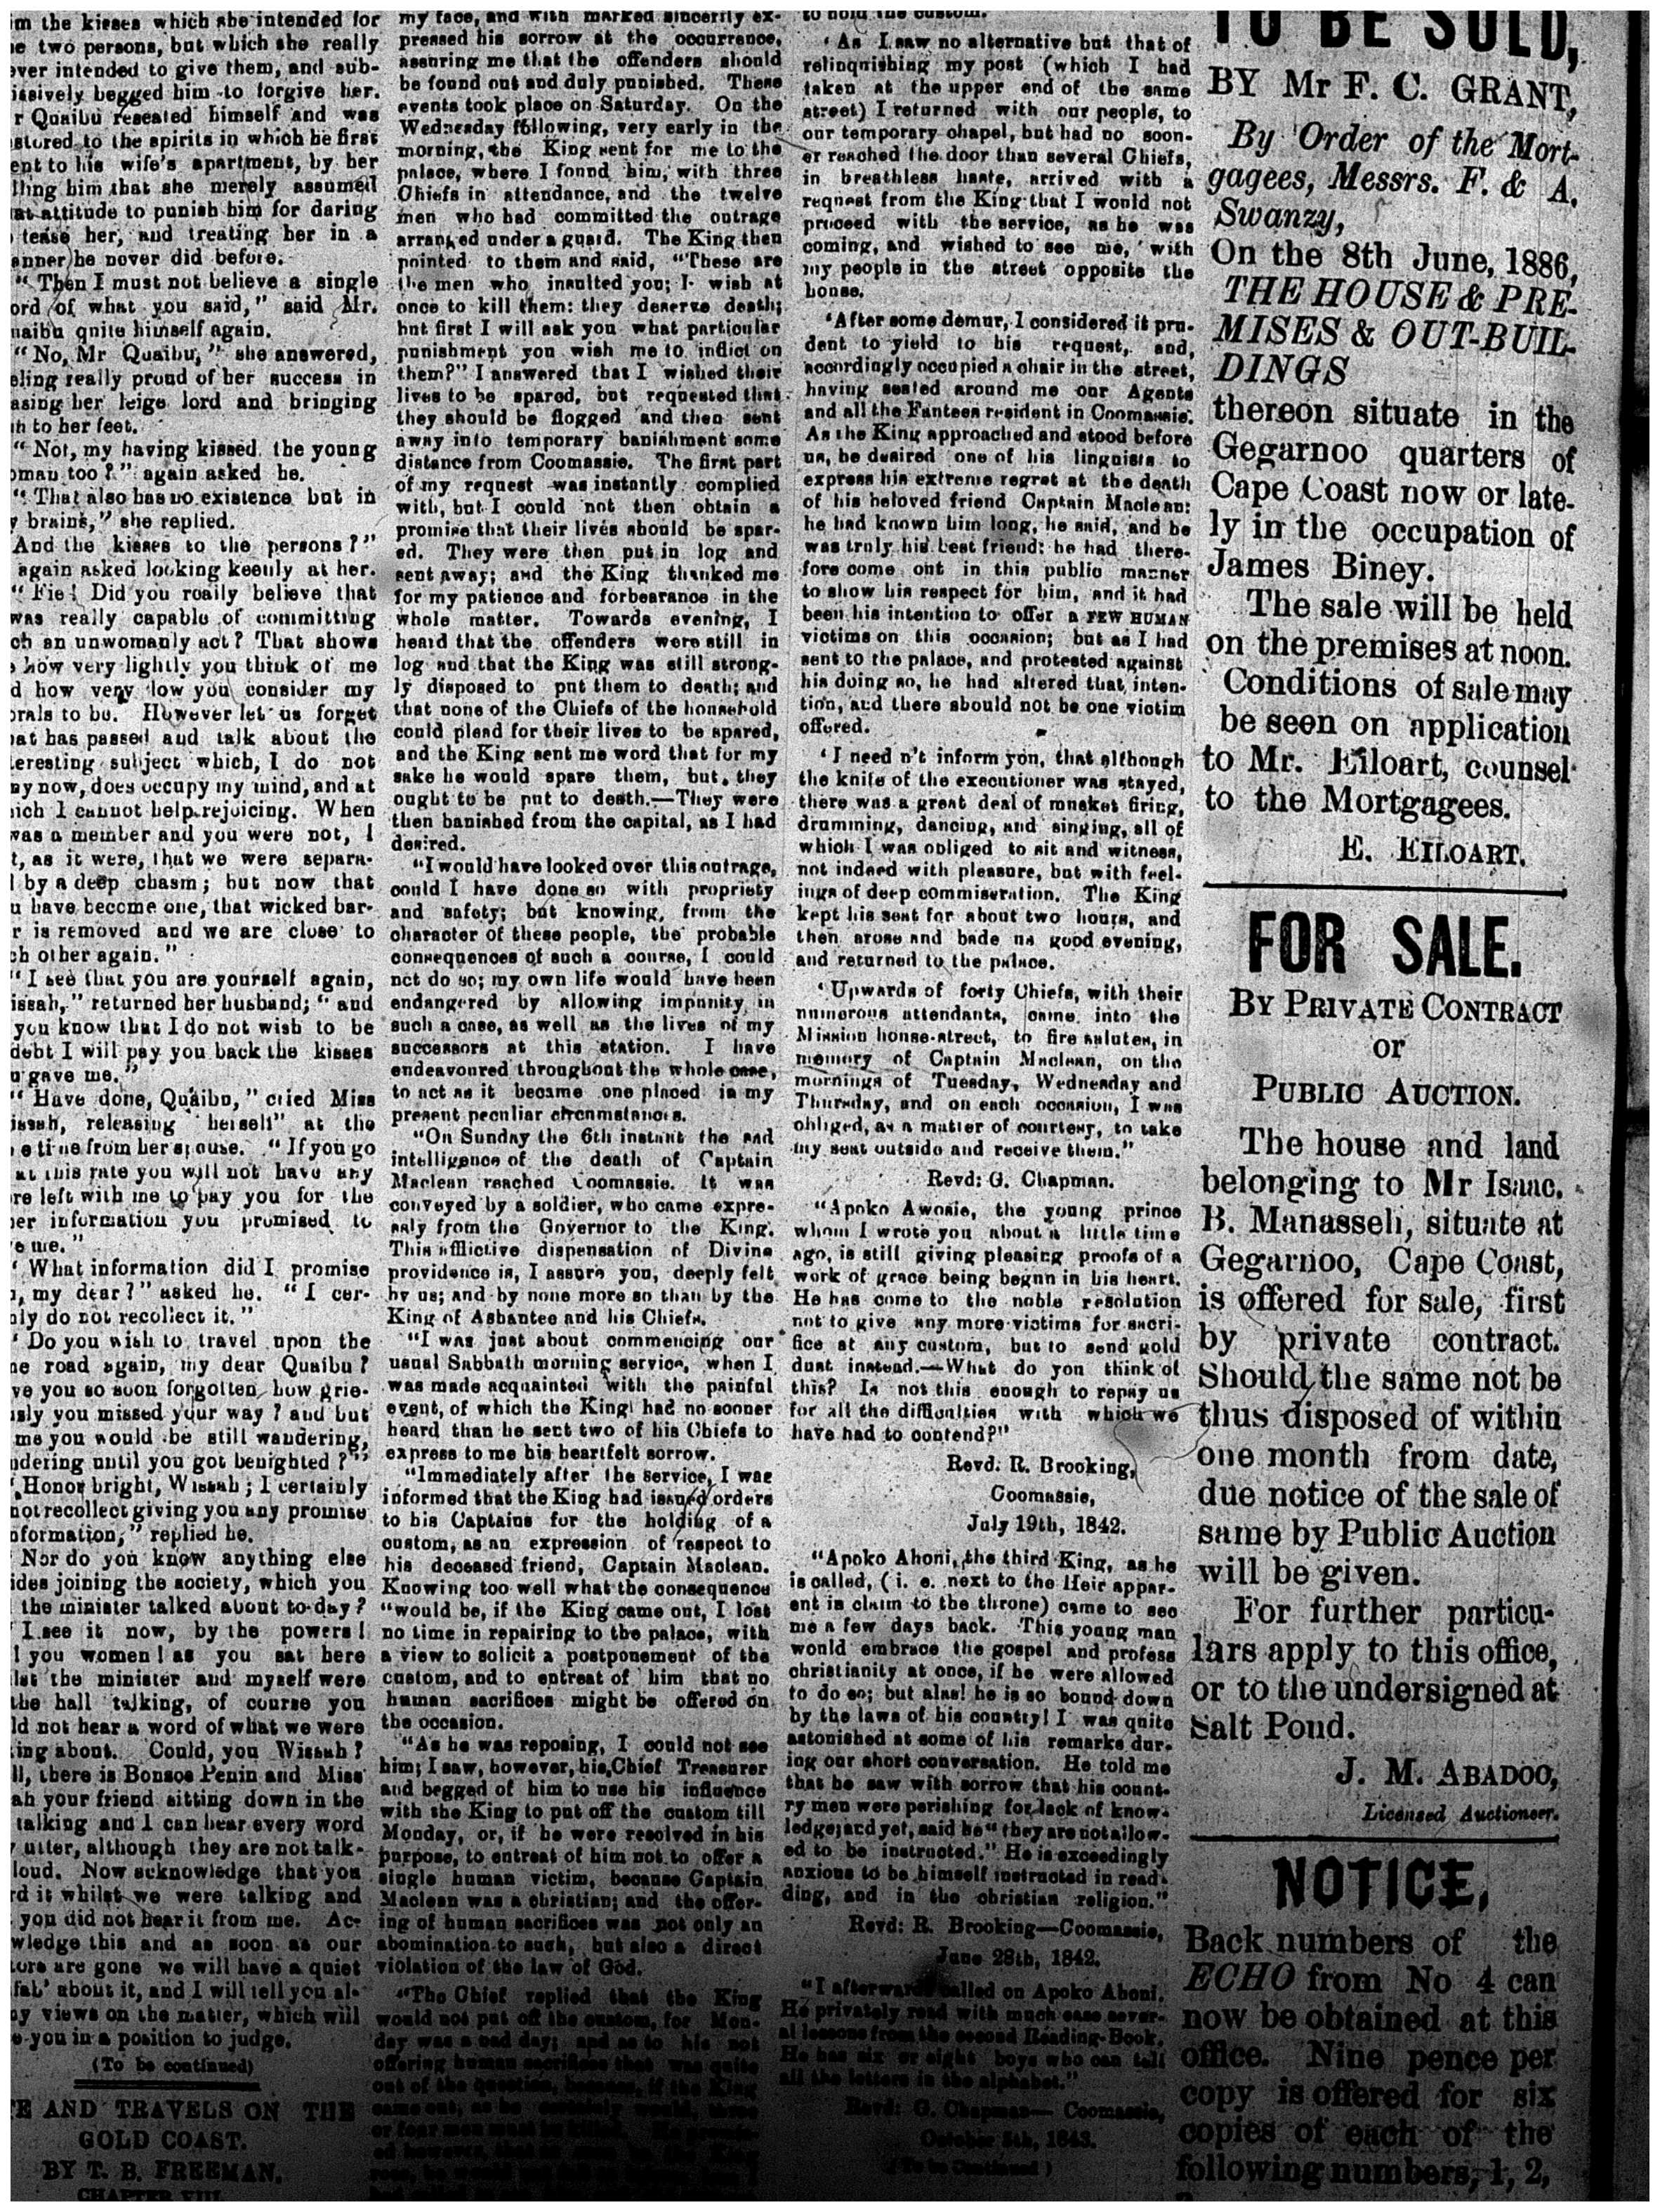 im the kisses which she intended for
e two persons, but which she really
ver intended to give them, and sub-
issively begged him to forgive her.
r Quaibu reseated himself and was
stored to the spirits in which he first
ent to his wife's apartment, by her
lling him that she merely assumed
at attitude to punish him for daring
tease her, and treating her in a
anner he never did before.
"Then I must not believe a single
ord of what you said," said Mr.
uaibu quite himself again.
"No, Mr Quaibu," she answered,
eling really proud of her success in
asing her leige lord and bringing
h to her feet.
"Not, my having kissed the young
oman too?" again asked he.
"That also has no existence but in
y brains," she replied.
And the kisses to the persons?"
again asked looking keenly at her.
"Fie! Did you really believe that
was really capable of committing
ch an unwomanly act? That shows
how very lightly you think of me
d how very low you consider my
orals to be. However let us forget
at has passed and talk about the
teresting subject which, I do not
y now, does occupy my mind, and at
ich I cannot help rejoicing. When
was a member and you were not, I
t, as it were, that we were separa-
by a deep chasm; but now that
u have become one, that wicked bar-
r is removed and we are close to
ch other again."
"I see that you are yourself again,
issah," returned her husband; "and
you know that I do not wish to be
debt I will pay you back the kisses
u gave me."
"Have done, Quaibu," cried Miss
issah, releasing herself at the
e time from her spouse. "If you go
at this rate you will not have any
re left with me to pay you for the
er information you promised to
e me."
'What information did I promise
, my dear?" asked he. "I cer-
nly do not recollect it."
'Do you wish to travel upon the
e road again, my dear Quaibu?
ve you so soon forgotten how grie-
usly you missed your way? and but
me you would be still wandering,
ndering until you got benighted?"
'Honor bright, Wissah; I certainly
not recollect giving you any promise
nformation," replied he.
Nor do you know anything else
ides joining the society, which you
the minister talked about to-day?
I see it now, by the powers!
l you women! as you sat here
lst the minister and myself were
the hall talking, of course you
ld not hear a word of what we were
ing about. Could, you Wissah?
ll, there is Bonsoe Penin and Miss
ah your friend sitting down in the
talking and I can hear every word
utter, although they are not talk-
loud. Now acknowledge that you
rd it whilst we were talking and
you did not hear it from me. Ac-
wledge this and as soon as our
tors are gone we will have a quiet
fab' about it, and I will tell you al-
y views on the matter, which will
e you in a position to judge.
(To be continued)
E AND TRAVELS ON THE
GOLD COAST.
BY T. B. FREEMAN.
CHAPTER VIII.
my face, and with marked sincerity ex-
pressed his sorrow at the occurrence,
assuring me that the offenders should
be found out and duly punished. These
events took place on Saturday. On the
Wednesday following, very early in the
morning, the King sent for me to the
palace, where I found him, with three
Chiefs in attendance, and the twelve
men who had committed the outrage
arranged under a guard. The King then
pointed to them and said, "These are
the men who insulted you; I wish at
once to kill them: they deserve death;
but first I will ask you what particular
punishment you wish me to inflict on
them?" I answered that I wished their
lives to be spared, but requested that
they should be flogged and then sent
away into temporary banishment some
distance from Coomassie. The first part
of my request was instantly complied
with, but I could not then obtain a
promise that their lives should be spar-
ed. They were then put in log and
sent away; and the King thanked me
for my patience and forbearance in the
whole matter. Towards evening, I
heard that the offenders were still in
log and that the King was still strong-
ly disposed to put them to death; and
that none of the Chiefs of the household
could plead for their lives to be spared,
and the King sent me word that for my
sake he would spare them, but they
ought to be put to death.—They were
then banished from the capital, as I had
desired.
"I would have looked over this outrage,
could I have done so with propriety
and safety; but knowing, from the
character of these people, the probable
consequences of such a course, I could
not do so; my own life would have been
endangered by allowing impunity in
such a case, as well as the lives of my
successors at this station. I have
endeavoured throughout the whole case,
to act as it became one placed in my
present peculiar circumstances.
"On Sunday the 6th instant the sad
intelligence of the death of Captain
Maclean reached Coomassie. It was
conveyed by a soldier, who came expre-
ssly from the Governor to the King.
This afflictive dispensation of Divine
providence is, I assure you, deeply felt
by us; and by none more so than by the
King of Ashantee and his Chiefs.
"I was just about commencing our
usual Sabbath morning service, when I
was made acquainted with the painful
event, of which the King had no sooner
heard than he sent two of his Chiefs to
express to me his heartfelt sorrow.
"Immediately after the service, I was
informed that the King had issued orders
to his Captains for the holding of a
custom, as an expression of respect to
his deceased friend, Captain Maclean.
Knowing too well what the consequence
"would be, if the King came out, I lost
no time in repairing to the palace, with
a view to solicit a postponement of the
custom, and to entreat of him that no
human sacrifices might be offered on
the occasion.
"As he was reposing, I could not see
him; I saw, however, his Chief Treasurer
and begged of him to use his influence
with the King to put off the custom till
Monday, or, if he were resolved in his
purpose, to entreat of him not to offer a
single human victim, because Captain
Maclean was a christian; and the offer-
ing of human sacrifices was not only an
abomination to such, but also a direct
violation of the law of God.
"The Chief replied that the King
would not put off the custom, for Mon-
day was a bad day; and as to his not
offering human sacrifices that was quite
out of the question, because, if the King
came out, as he certainly would, three
or four men must be killed.
to hold the custom.
'As I saw no alternative but that of
relinquishing my post (which I had
taken at the upper end of the same
street) I returned with our people, to
our temporary chapel, but had no soon-
er reached the door than several Chiefs,
in breathless haste, arrived with a
request from the King that I would not
proceed with the service, as he was
coming, and wished to see me, with
my people in the street opposite the
house.
'After some demur, I considered it pru-
dent to yield to his request, and,
accordingly occupied a chair in the street,
having seated around me our Agents
and all the Fantees resident in Coomassie.
As the King approached and stood before
us, he desired one of his linguists to
express his extreme regret at the death
of his beloved friend Captain Maclean:
he had known him long, he said, and he
was truly his best friend: he had there-
fore come out in this public manner
to show his respect for him, and it had
been his intention to offer a FEW HUMAN
victims on this occasion; but as I had
sent to the palace, and protested against
his doing so, he had altered that inten-
tion, and there should not be one victim
offered.
'I need n't inform you, that although
the knife of the executioner was stayed,
there was a great deal of musket firing,
drumming, dancing, and singing, all of
which I was obliged to sit and witness,
not indeed with pleasure, but with feel-
ings of deep commiseration. The King
kept his seat for about two hours, and
then arose and bade us good evening,
and returned to the palace.
'Upwards of forty Chiefs, with their
numerous attendants, came into the
Mission house-street, to fire salutes, in
memory of Captain Maclean, on the
mornings of Tuesday, Wednesday and
Thursday, and on each occasion, I was
obliged, as a matter of courtesy, to take
my seat outside and receive them."
Revd: G. Chapman.
"Apoko Awosie, the young prince
whom I wrote you about a little time
ago, is still giving pleasing proofs of a
work of grace being begun in his heart.
He has come to the noble resolution
not to give any more victims for sacri-
fice at any custom, but to send gold
dust instead.—What do you think of
this? Is not this enough to repay us
for all the difficulties with which we
have had to contend?"
Revd. R. Brooking,
Coomassie,
July 19th, 1842.
"Apoko Ahoni, the third King, as he
is called, (i. e. next to the Heir appar-
ent is claim to the throne) came to see
me a few days back. This young man
would embrace the gospel and profess
christianity at once, if he were allowed
to do so; but alas! he is so bound down
by the laws of his country! I was quite
astonished at some of his remarks dur-
ing our short conversation. He told me
that he saw with sorrow that his count-
ry men were perishing for lack of know-
ledge; and yet, said he "they are not allow-
ed to be instructed." He is exceedingly
anxious to be himself instructed in read-
ding, and in the christian religion."
Revd: R. Brooking—Coomassie,
June 28th, 1842.
"I afterwards called on Apoko Ahoni.
He privately read with much ease sever-
al lessons from the second Reading-Book.
He has six or eight boys who can tell
all the letters in the alphabet."
Revd: G. Chapman—Coomassie,
October 5th, 1843.
(To be Continued)
TO BE SOLD,
BY Mr F. C. GRANT,
By Order of the Mort-
gagees, Messrs. F. & A.
Swanzy,
On the 8th June, 1886,
THE HOUSE & PRE-
MISES & OUT-BUIL-
DINGS
thereon situate in the
Gegarnoo quarters of
Cape Coast now or late-
ly in the occupation of
James Biney.
The sale will be held
on the premises at noon.
Conditions of sale may
be seen on application
to Mr. Eiloart, counsel
to the Mortgagees.
E. EILOART.
FOR SALE.
BY PRIVATE CONTRACT
or
PUBLIC AUCTION.
The house and land
belonging to Mr Isaac.
B. Manasseh, situate at
Gegarnoo, Cape Coast,
is offered for sale, first
by private contract.
Should the same not be
thus disposed of within
one month from date,
due notice of the sale of
same by Public Auction
will be given.
For further particu-
lars apply to this office,
or to the undersigned at
Salt Pond.
J. M. ABADOO,
Licensed Auctioneer.
NOTICE.
Back numbers of the
ECHO from No 4 can
now be obtained at this
office. Nine pence per
copy is offered for six
copies of each of the
following numbers, 1, 2,